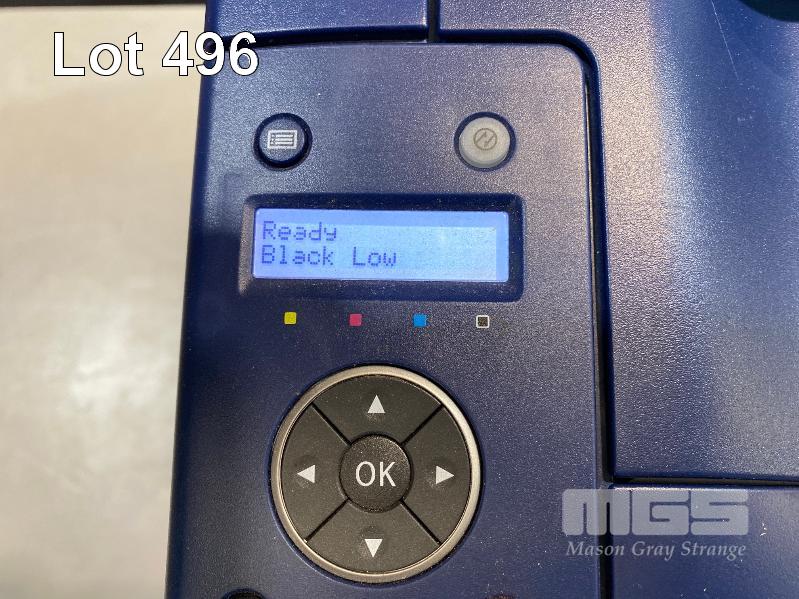 Lot 496
Ready
Black Low
OK
MGS
Mason Gray Strange